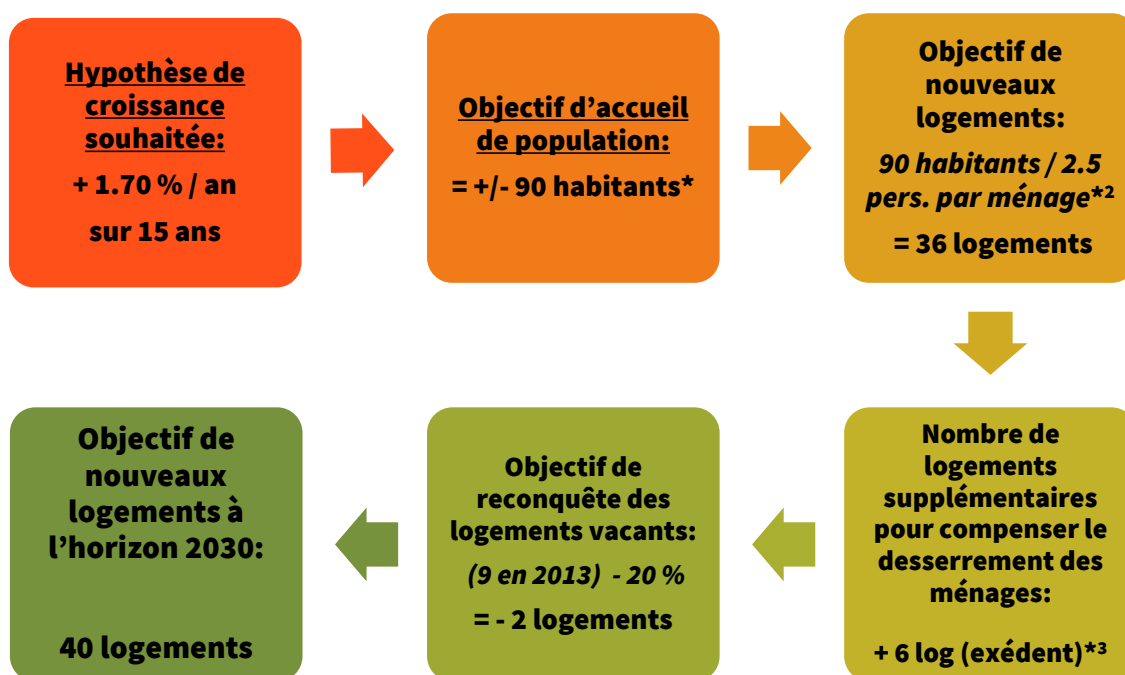 Hypothèse de
croissance
souhaitée:
+ 1.70 % / an
sur 15 ans
Objectif d’accueil
de population:
= +/- 90 habitants*
Objectif de
nouveaux
logements:
90 habitants / 2.5
pers. par ménage*²
= 36 logements
Nombre de
logements
supplémentaires
pour compenser le
desserrement des
ménages:
+ 6 log (exédent)*³
Objectif de
reconquête des
logements vacants:
(9 en 2013) - 20 %
= - 2 logements
Objectif de
nouveaux
logements à
l’horizon 2030:
40 logements